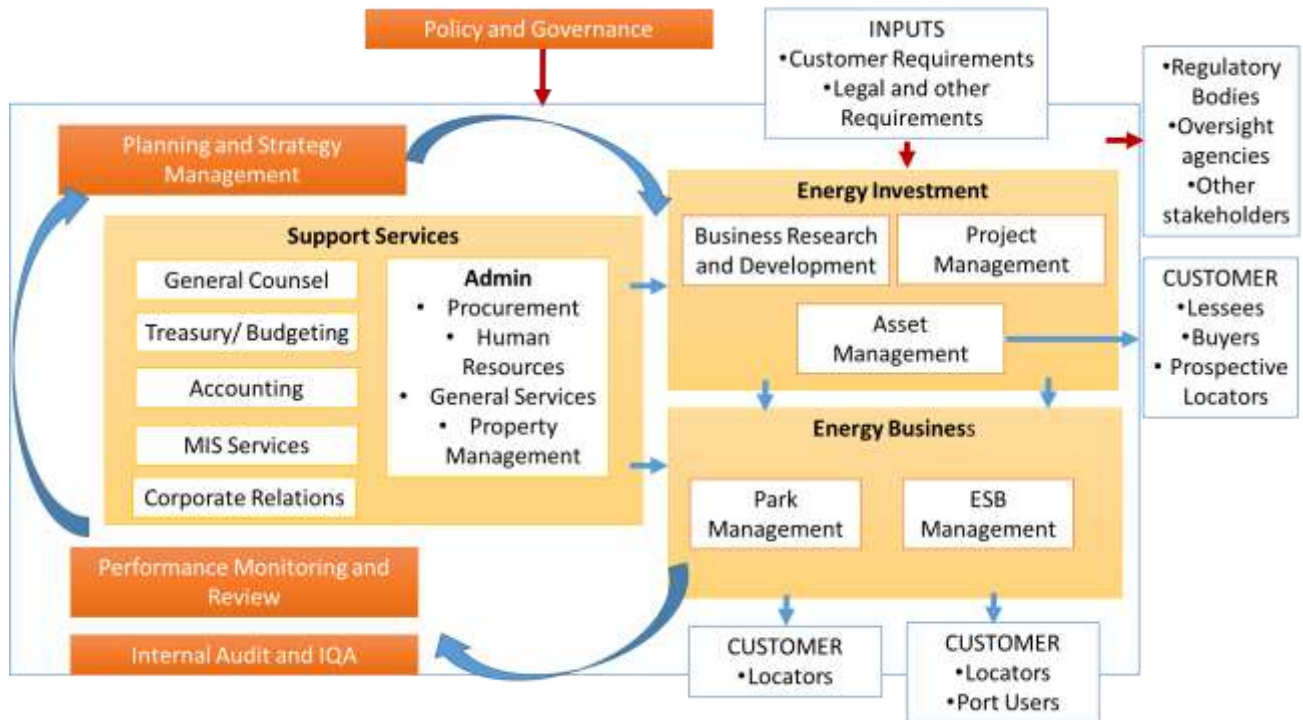 Policy and Governance
INPUTS
•Customer Requirements
•Legal and other
Requirements
•Regulatory
Bodies
•Oversight
agencies
•Other
stakeholders
Planning and Strategy
Management
Energy Investment
Business Research
and Development
Project
Management
Asset
Management
CUSTOMER
• Lessees
• Buyers
• Prospective
Locators
Support Services
General Counsel
Treasury/ Budgeting
Accounting
MIS Services
Corporate Relations
Admin
• Procurement
• Human
Resources
• General Services
• Property
Management
Energy Business
Park
Management
ESB
Management
Performance Monitoring and
Review
Internal Audit and IQA
CUSTOMER
•Locators
CUSTOMER
•Locators
•Port Users